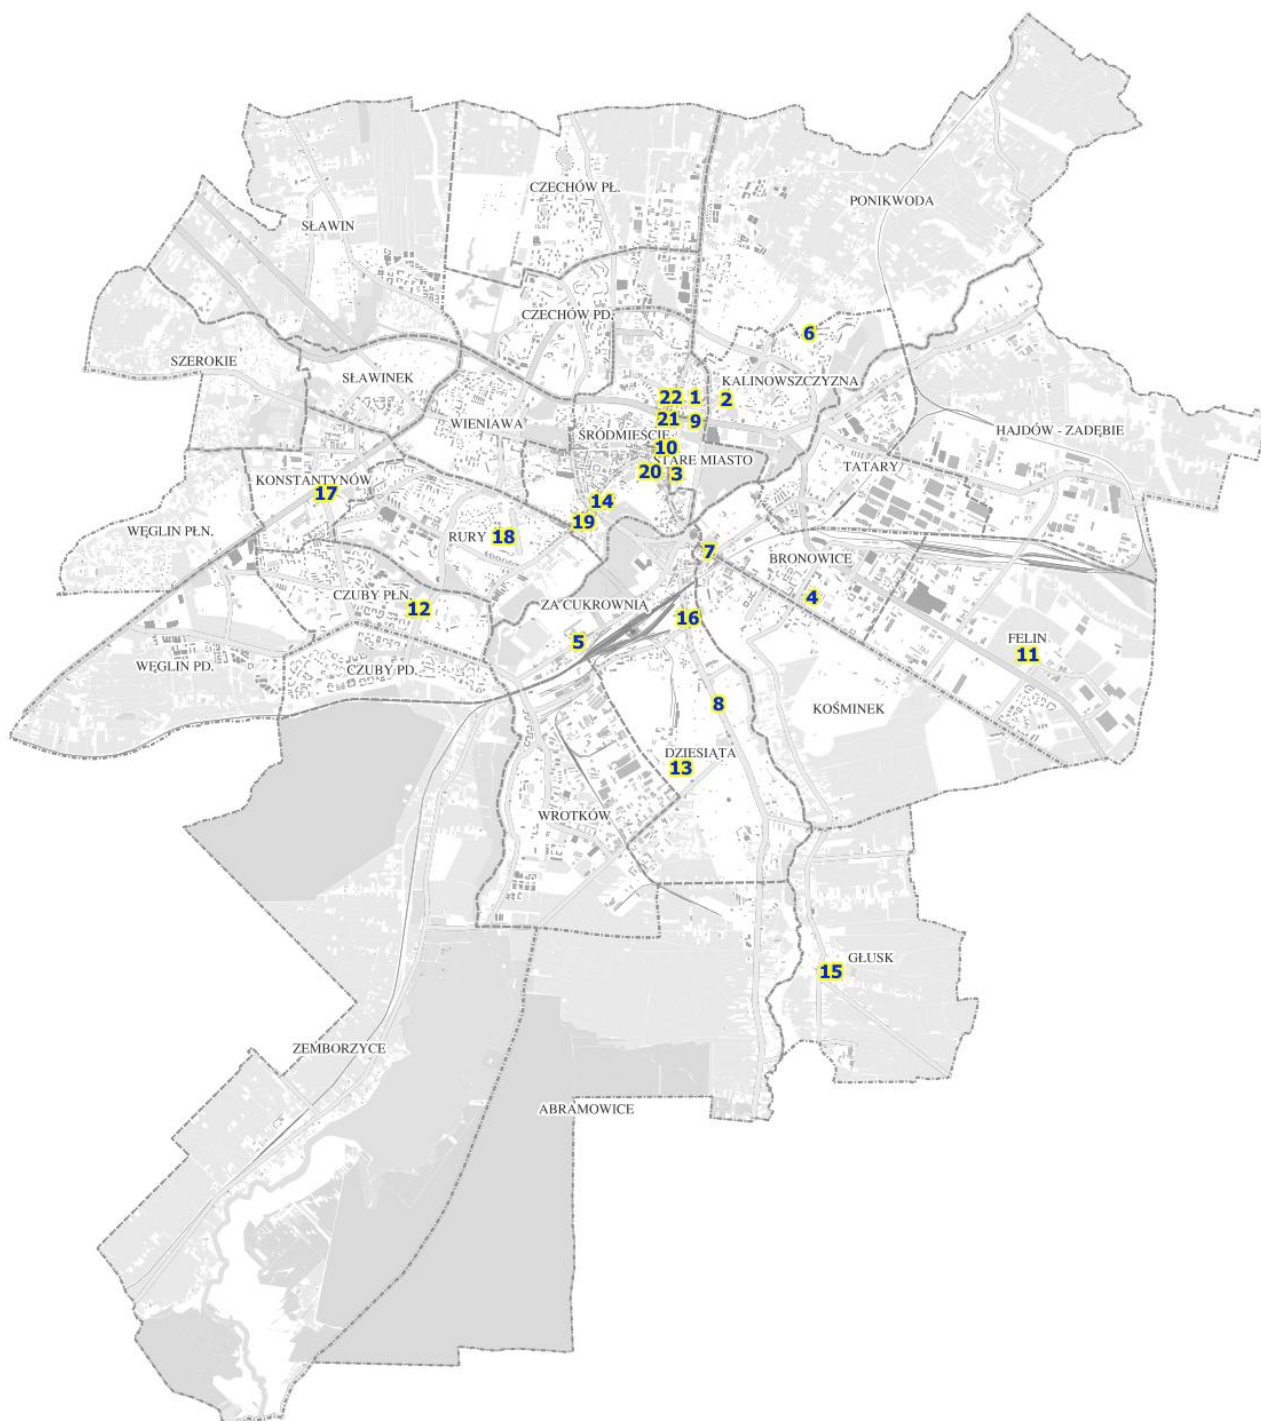 CZECHÓW PŁ.
PONIKWODA
SŁAWIN
CZECHÓW PD.
6
SZEROKIE
SŁAWINEK
KALINOWSZCZYZNA
22
1
2
21
9
WIENIAWA
ŚRÓDMIEŚCIE
HAJDÓW - ZADĘBIE
10
STARE MIASTO
TATARY
20
3
KONSTANTYNÓW
17
14
19
WĘGLIN PŁN.
RURY
18
7
BRONOWICE
CZUBY PŁN.
12
ZA CUKROWNIĄ
4
16
5
FELIN
11
WĘGLIN PD.
CZUBY PD.
8
KOŚMINEK
DZIESIĄTA
13
WROTKÓW
GŁUSK
15
ZEMBORZYCE
ABRAMOWICE